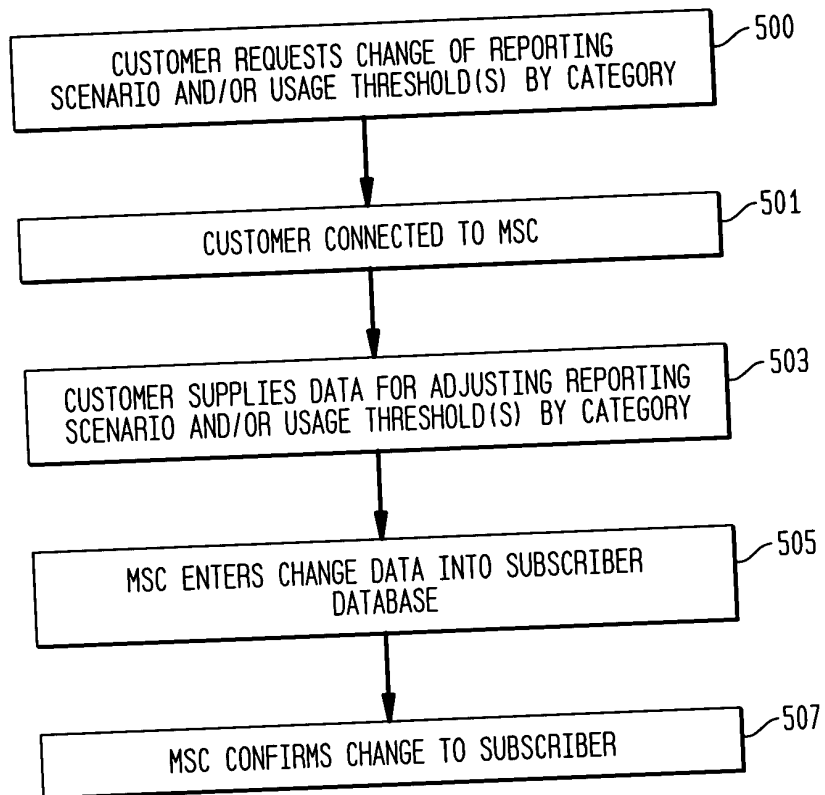 CUSTOMER REQUESTS CHANGE OF REPORTING
SCENARIO AND/OR USAGE THRESHOLD(S) BY CATEGORY
500
CUSTOMER CONNECTED TO MSC
501
CUSTOMER SUPPLIES DATA FOR ADJUSTING REPORTING
SCENARIO AND/OR USAGE THRESHOLD(S) BY CATEGORY
503
MSC ENTERS CHANGE DATA INTO SUBSCRIBER
DATABASE
505
MSC CONFIRMS CHANGE TO SUBSCRIBER
507